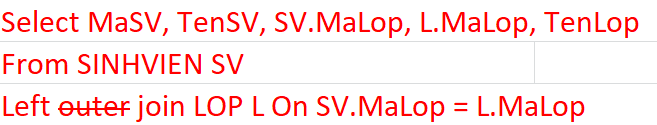 Select MaSV, TenSV, SV.MaLop, L.MaLop, TenLop
From SINHVIEN SV
Left outer join LOP L On SV.MaLop = L.MaLop